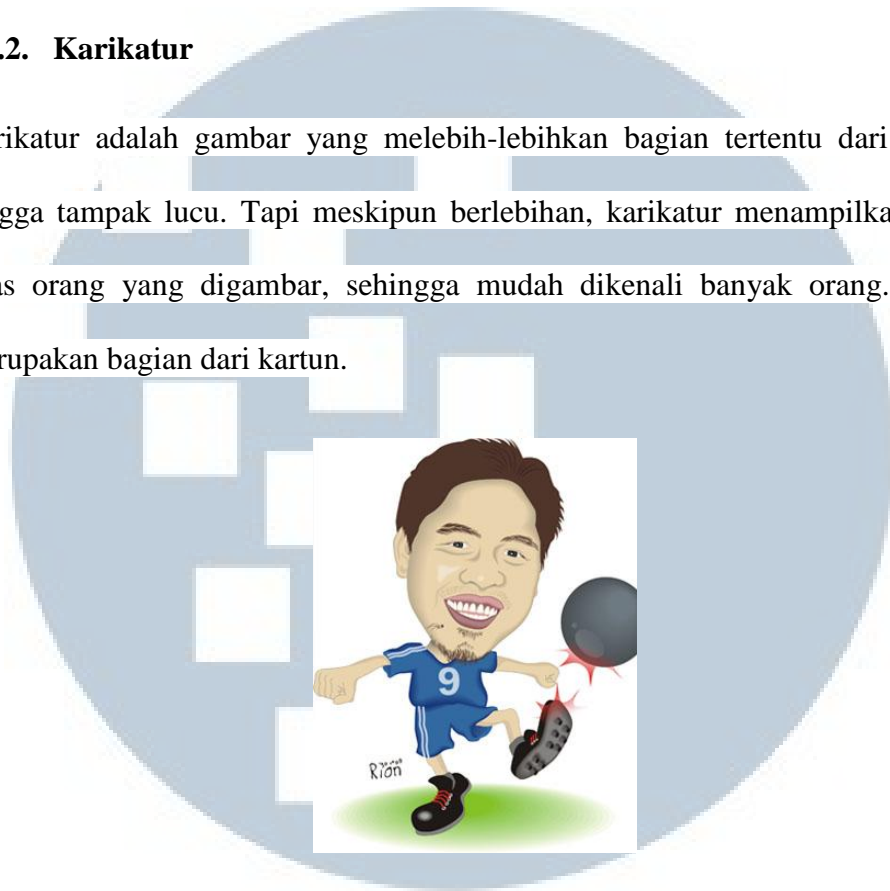 .2. Karikatur
rikatur adalah gambar yang melebih-lebihkan bagian tertentu dari
gga tampak lucu. Tapi meskipun berlebihan, karikatur menampilka
as orang yang digambar, sehingga mudah dikenali banyak orang.
rupakan bagian dari kartun.
9
Rion